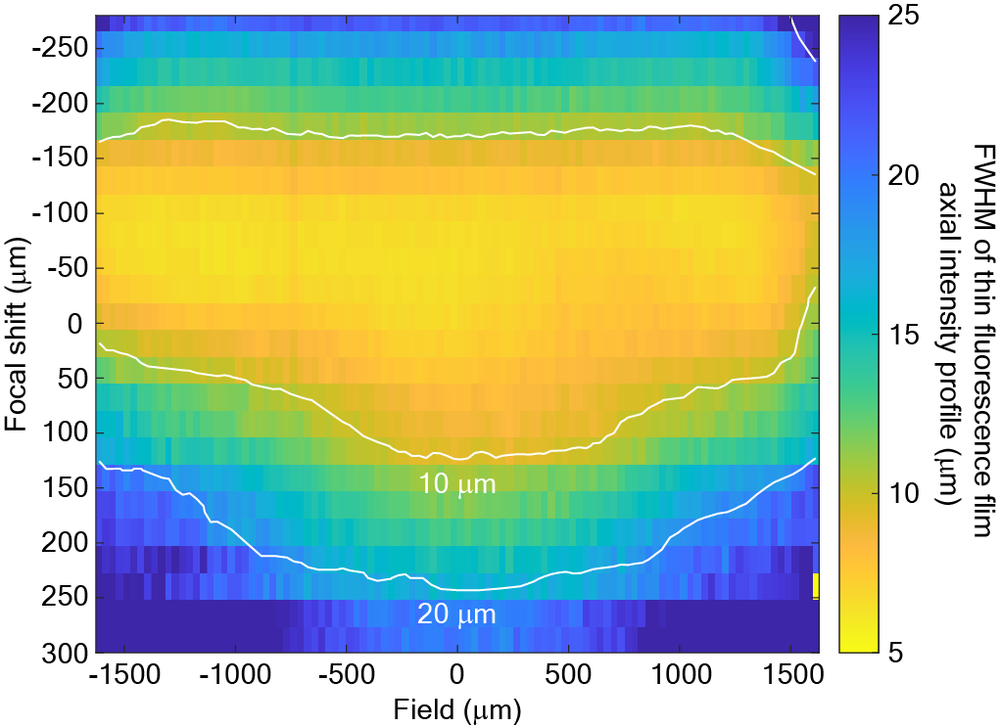 -250
-200
-150
-100
-50
0
50
100
150
200
250
300
Focal shift (μm)
-1500 -1000 -500 0 500 1000 1500
Field (μm)
10 μm
20 μm
25
20
15
10
5
FWHM of thin fluorescence flim
axial intensity profile (μm)